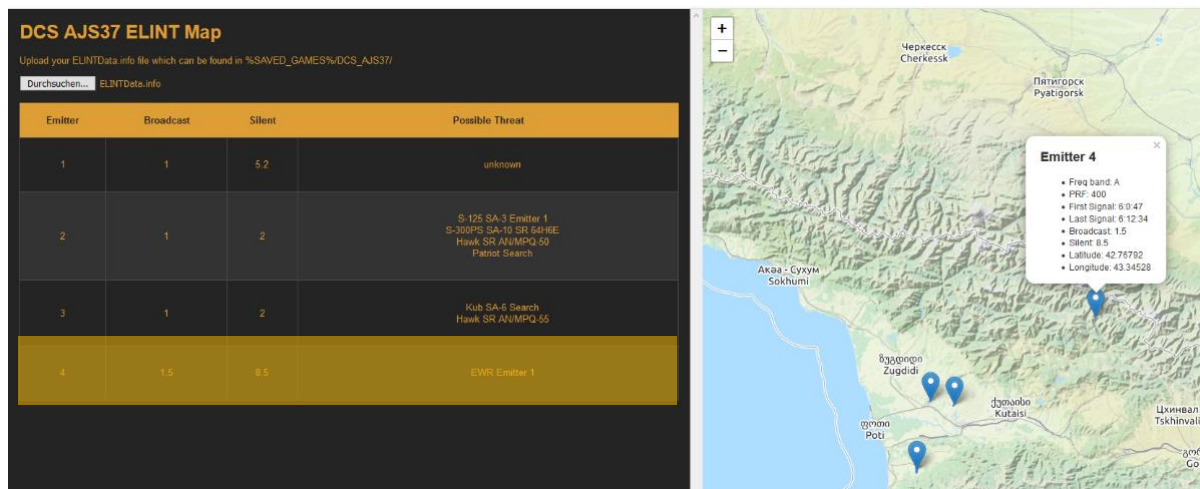 DCS AJS37 ELINT Map
Upload your ELINTData.info file which can be found in %SAVED_GAMES%/DCS_AJS37/
Durchsuchen... ELINTData.info
Emitter Broadcast Silent Possible Threat
1 1 5.2 unknown
2 1 2 S-125 SA-3 Emitter 1
S-300PS SA-10 SR 64H6E
Hawk SR AN/MPQ-50
Patriot Search
3 1 2 Kub SA-6 Search
Hawk SR AN/MPQ-55
4 1.5 8.5 EWR Emitter 1
+
−
Черкесск
Cherkessk
Пятигорск
Pyatigorsk
×
Emitter 4
• Freq band: A
• PRF: 400
• First Signal: 6:0:47
• Last Signal: 6:12:34
• Broadcast: 1.5
• Silent: 8.5
• Latitude: 42.76792
• Longitude: 43.34528
Аҟәа - Сухум
Sokhumi
ზუგდიდი
Zugdidi
ქუთაისი
Kutaisi
ფოთი
Poti
Цхинвал
Tskhinvali
გორ
Go